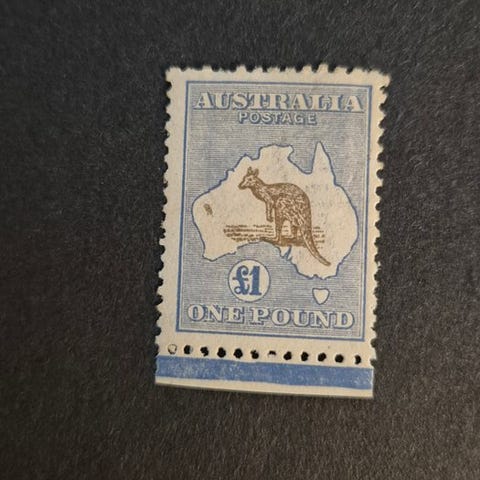 AUSTRALIA
POSTAGE
£1
ONE POUND